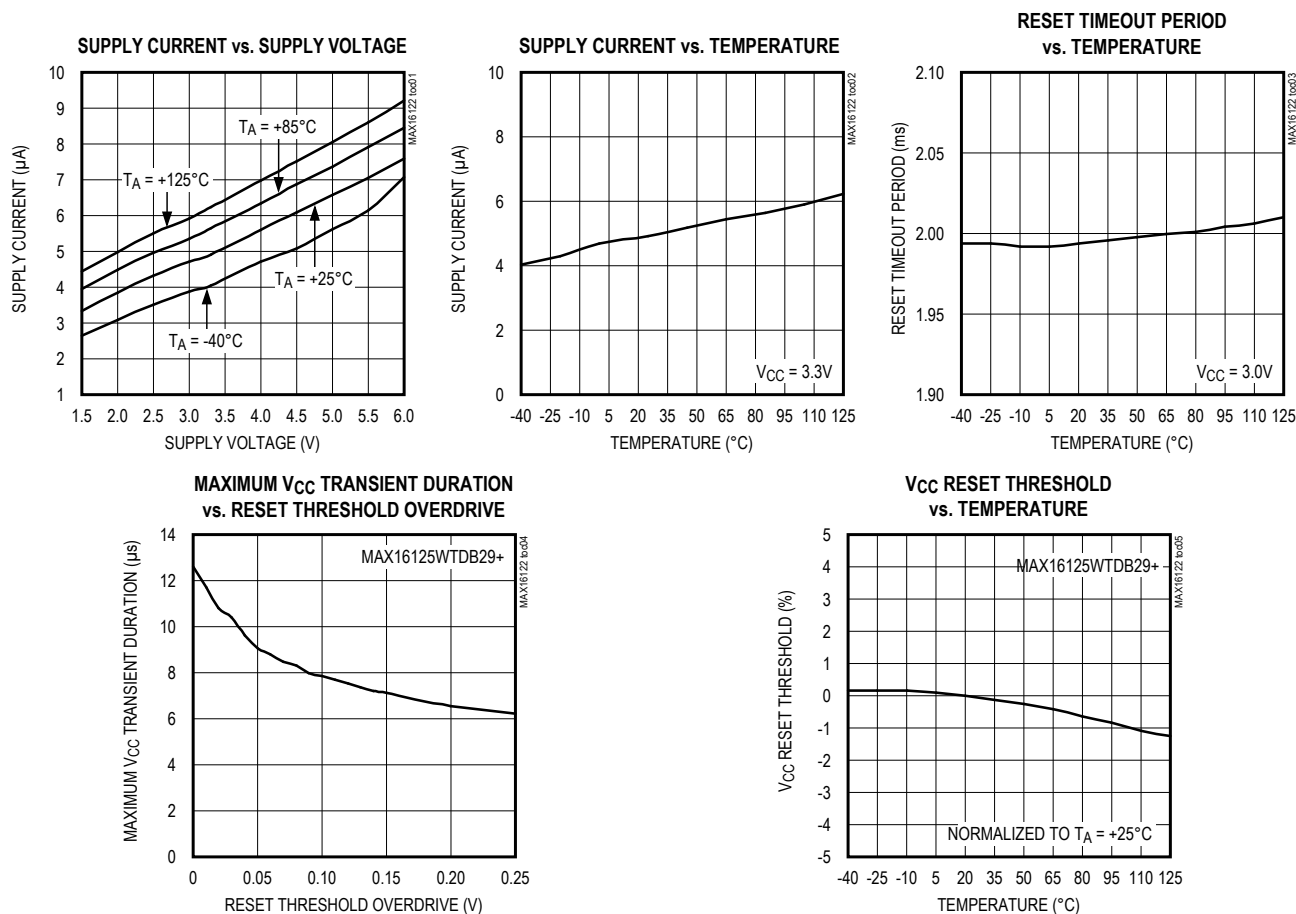 SUPPLY CURRENT vs. SUPPLY VOLTAGE
MAX16122 toc01
SUPPLY CURRENT (µA)
10
9
8
7
6
5
4
3
2
1
TA = +85°C
TA = +125°C
TA = +25°C
TA = -40°C
1.5 2.0 2.5 3.0 3.5 4.0 4.5 5.0 5.5 6.0
SUPPLY VOLTAGE (V)
SUPPLY CURRENT vs. TEMPERATURE
MAX16122 toc02
SUPPLY CURRENT (µA)
10
8
6
4
2
0
VCC = 3.3V
-40 -25 -10 5 20 35 50 65 80 95 110 125
TEMPERATURE (°C)
RESET TIMEOUT PERIOD
vs. TEMPERATURE
MAX16122 toc03
RESET TIMEOUT PERIOD (ms)
2.10
2.05
2.00
1.95
1.90
VCC = 3.0V
-40 -25 -10 5 20 35 50 65 80 95 110 125
TEMPERATURE (°C)
MAXIMUM VCC TRANSIENT DURATION
vs. RESET THRESHOLD OVERDRIVE
MAX16122 toc04
MAXIMUM VCC TRANSIENT DURATION (µs)
14
12
10
8
6
4
2
0
MAX16125WTDB29+
0 0.05 0.10 0.15 0.20 0.25
RESET THRESHOLD OVERDRIVE (V)
VCC RESET THRESHOLD
vs. TEMPERATURE
MAX16122 toc05
VCC RESET THRESHOLD (%)
5
4
3
2
1
0
-1
-2
-3
-4
-5
MAX16125WTDB29+
NORMALIZED TO TA = +25°C
-40 -25 -10 5 20 35 50 65 80 95 110 125
TEMPERATURE (°C)